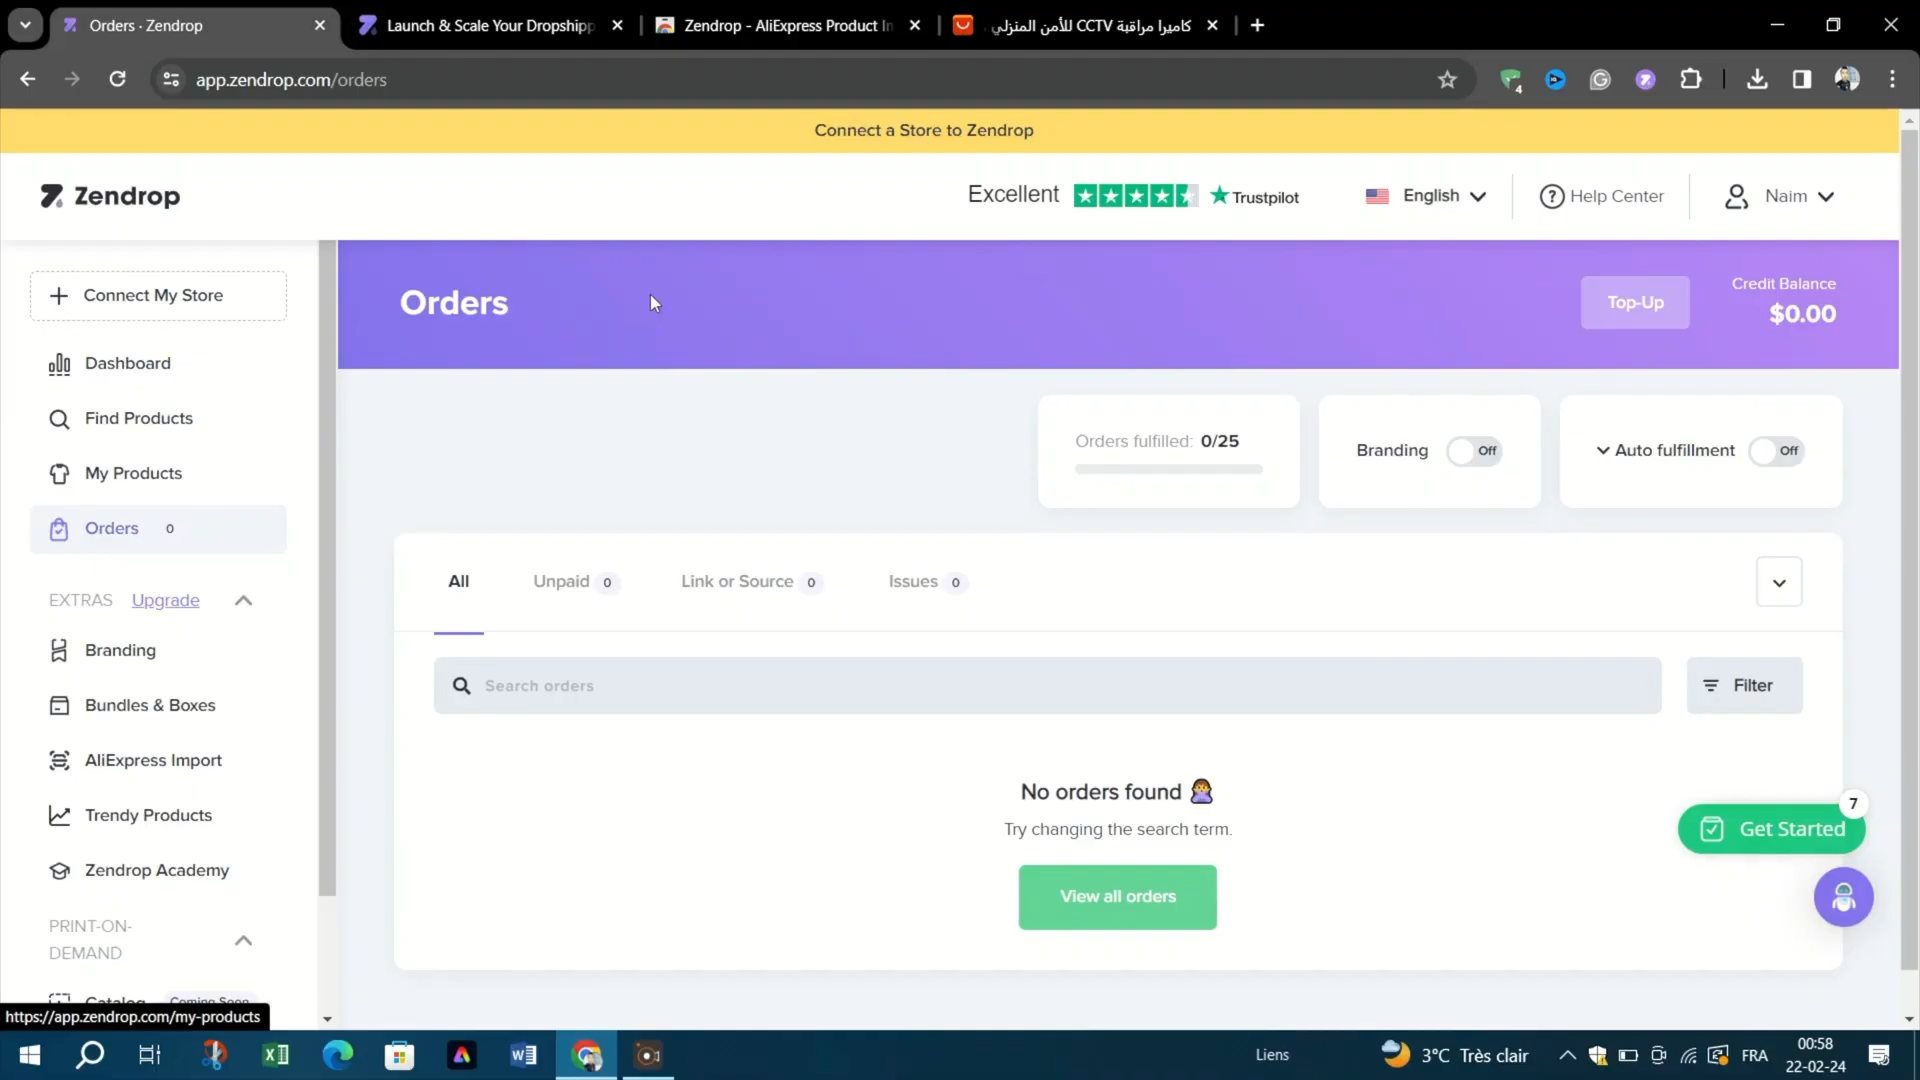 Orders · Zendrop
Launch & Scale Your Dropshipp
Zendrop - AliExpress Product In
كاميرا مراقبة CCTV للأمن المنزلي
app.zendrop.com/orders
4
Connect a Store to Zendrop
Zendrop
Excellent
Trustpilot
English
Help Center
Naim
Connect My Store
Dashboard
Find Products
My Products
Orders 0
EXTRAS Upgrade
Branding
Bundles & Boxes
AliExpress Import
Trendy Products
Zendrop Academy
PRINT-ON-
DEMAND
Catalog Coming Soon
https://app.zendrop.com/my-products
Orders
Top-Up
Credit Balance
$0.00
Orders fulfilled: 0/25
Branding Off
Auto fulfillment Off
All
Unpaid 0
Link or Source 0
Issues 0
Search orders
Filter
No orders found
Try changing the search term.
View all orders
7
Get Started
Liens
3°C Très clair
FRA
00:58
22-02-24